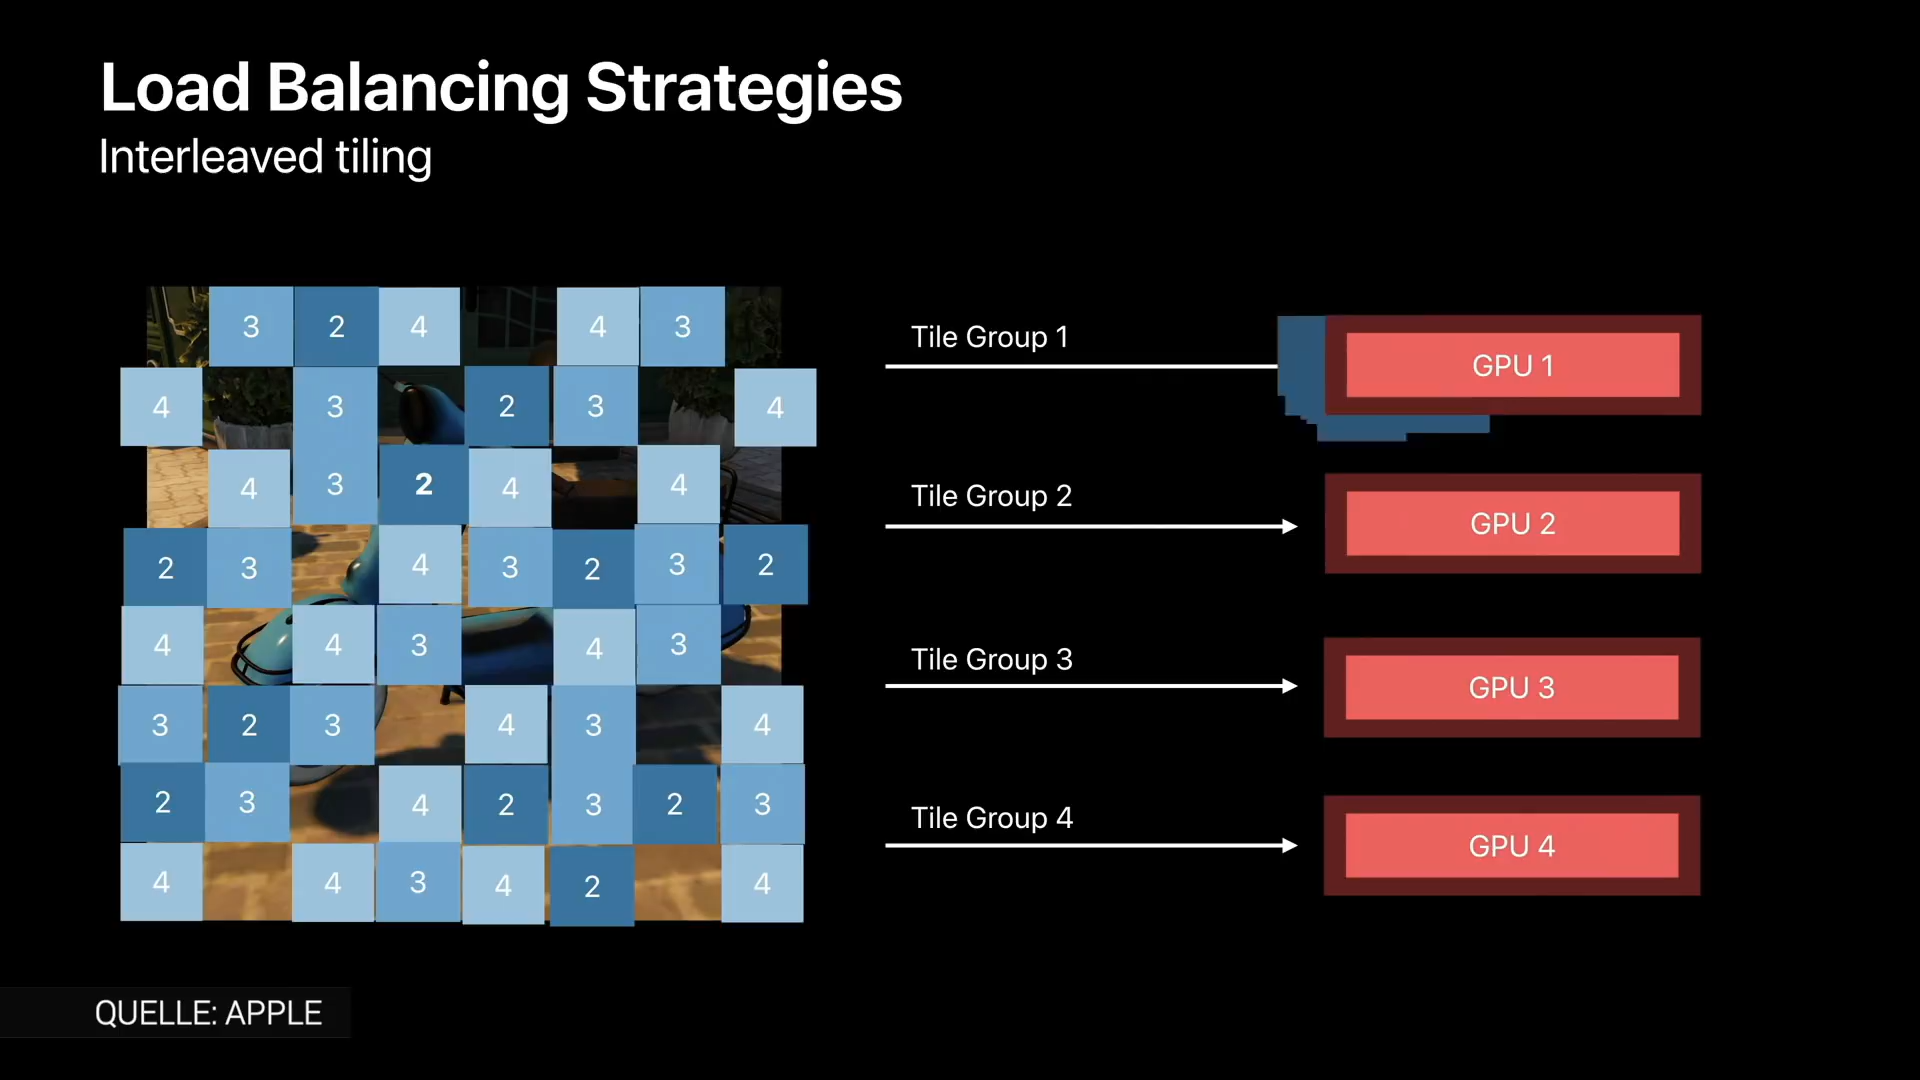 Load Balancing Strategies
Interleaved tiling
3 2 4 4 3
4 3 2 3 4
4 3 2 4 4
2 3 4 3 2 3 2
4 4 3 4 3
3 2 3 4 3 4
2 3 4 2 3 2 3
4 4 3 4 2 4
Tile Group 1
GPU 1
Tile Group 2
GPU 2
Tile Group 3
GPU 3
Tile Group 4
GPU 4
QUELLE: APPLE